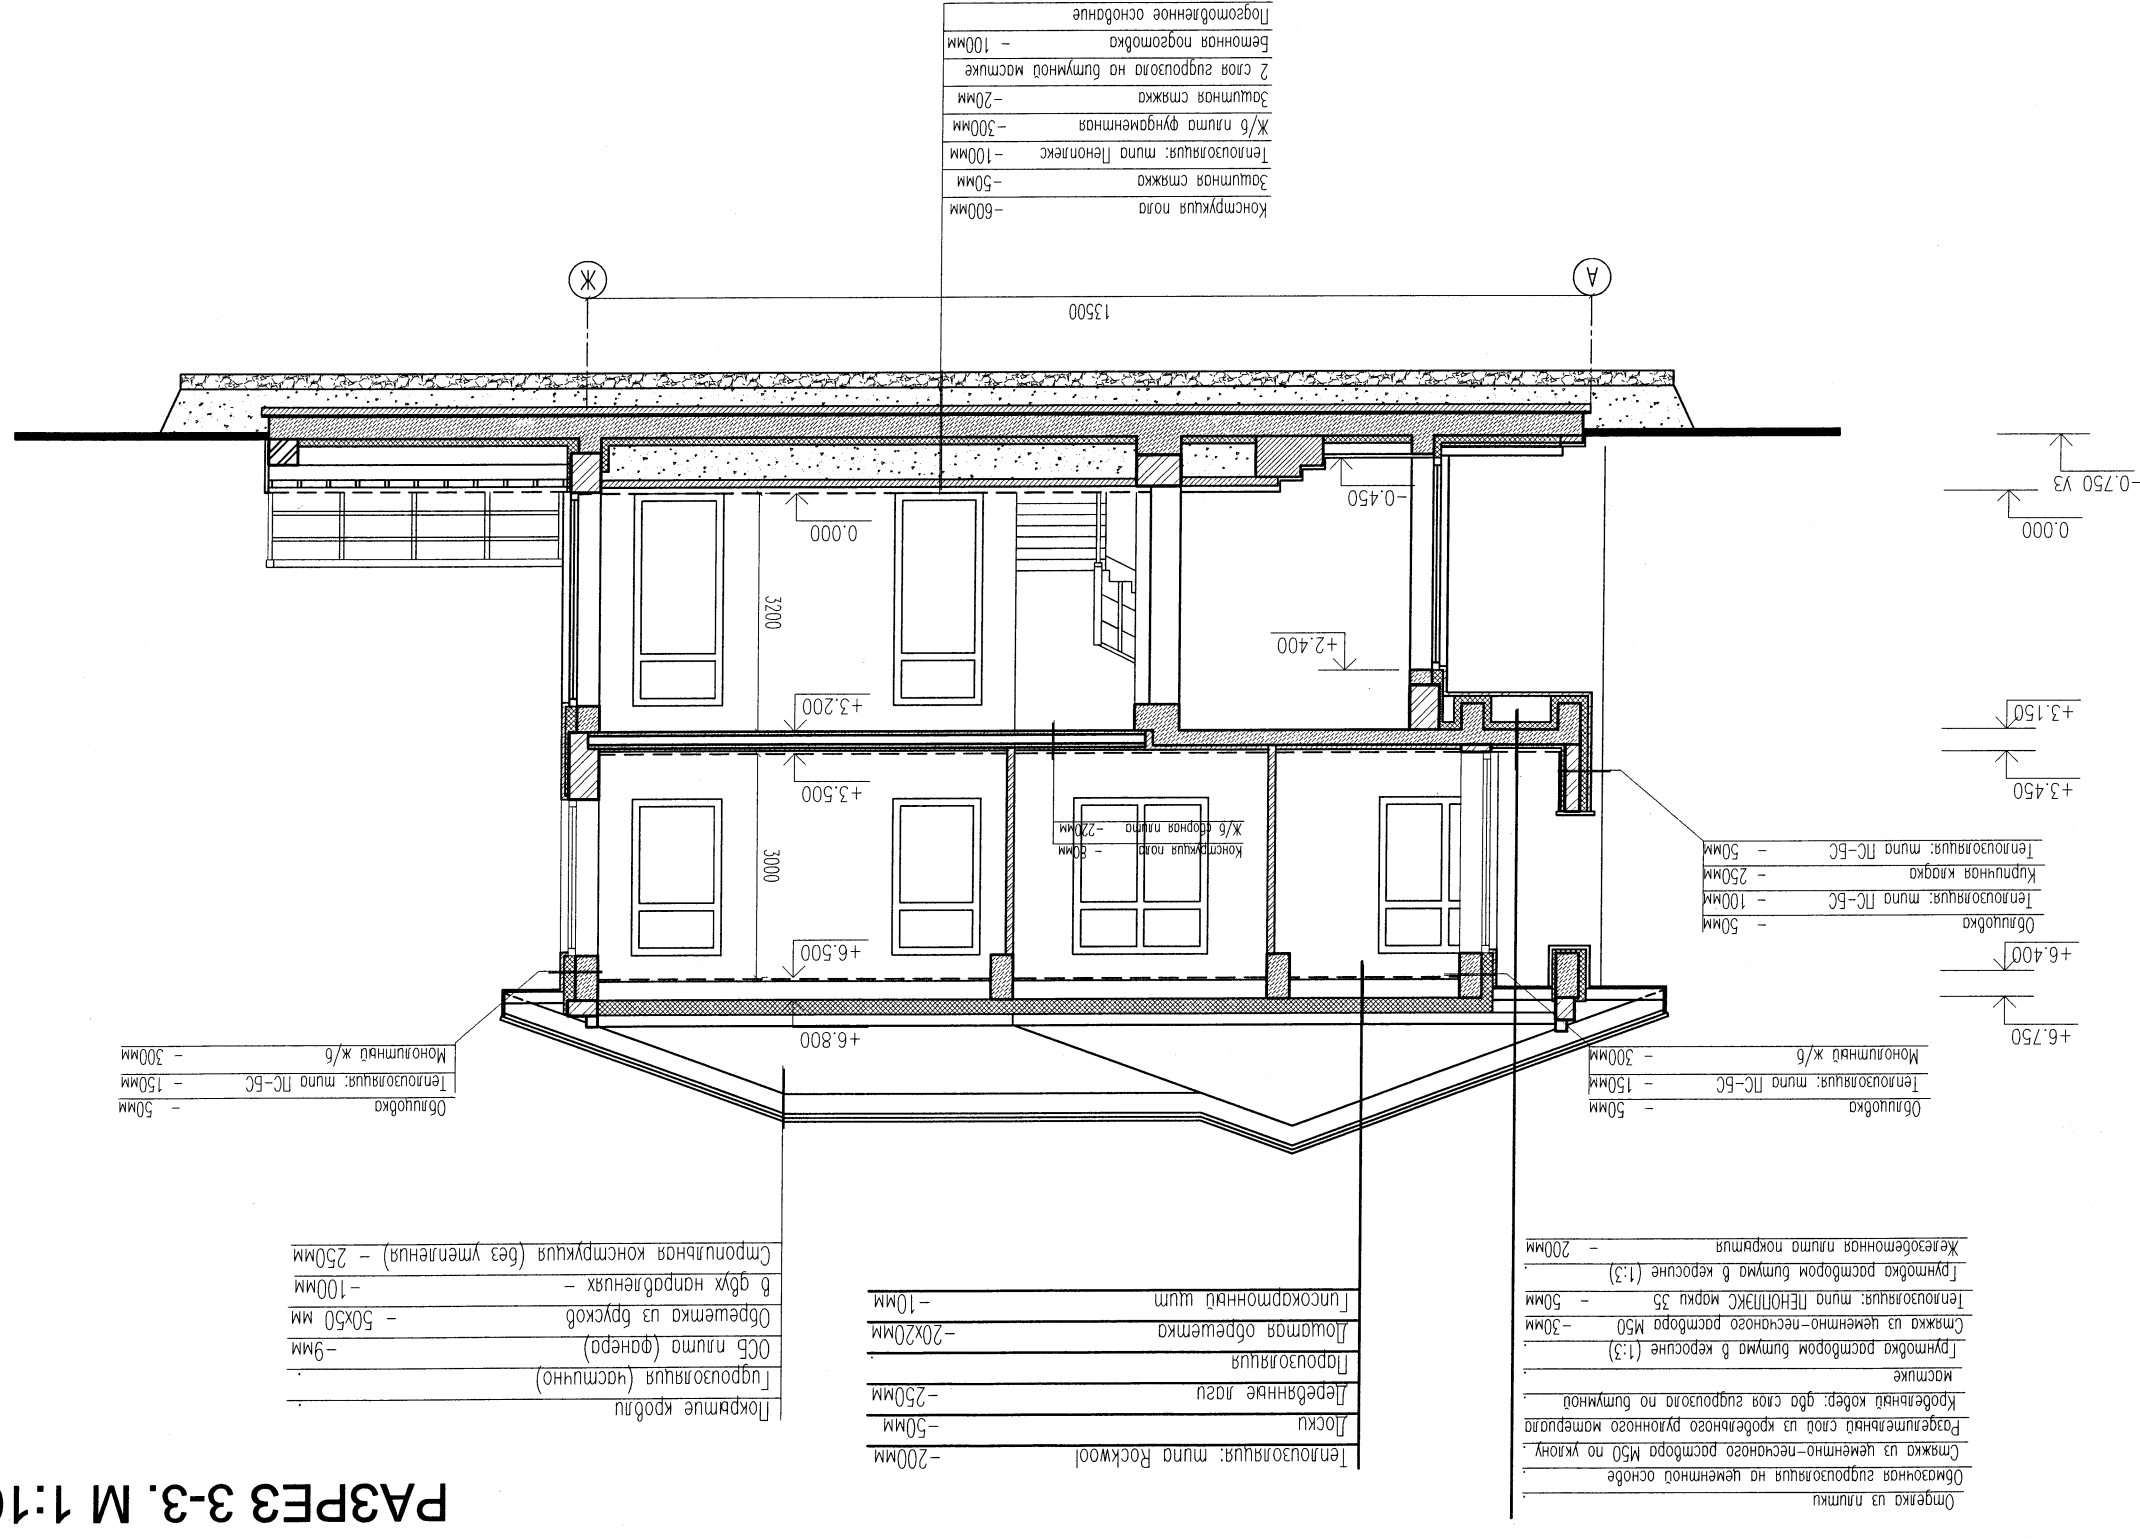 РАЗРЕЗ 3-3. М 1:10
Отделка из плитки
Обмазочная гидроизоляция на цементной основе
Стяжка из цементно-песчаного раствора М50 по уклону
Разделительный слой из кровельного рулонного материала
Кровельный ковер: два слоя гидроизола по битумной
мастике
Грунтовка раствором битума в керосине (1:3)
Стяжка из цементно-песчаного раствора М50 -30мм
Теплоизоляция: типа ПЕНОПЛЭКС марки 35 - 50мм
Грунтовка раствором битума в керосине (1:3)
Железобетонная плита покрытия - 200мм
Теплоизоляция: типа Rockwool -200мм
Доски -50мм
Деревянные лаги -250мм
Пароизоляция
Дощатая обрешетка -20х20мм
Гипсокартонный щит -10мм
Покрытие кровли
Гидроизоляция (частично)
ОСБ плита (фанера) -9мм
Обрешетка из брусков - 50х50 мм
в двух направлениях - -100мм
Стропильная конструкция (без утепления) - 250мм
Облицовка - 50мм
Теплоизоляция: типа ПС-БС - 150мм
Монолитный ж/б - 300мм
Облицовка - 50мм
Теплоизоляция: типа ПС-БС - 150мм
Монолитный ж/б - 300мм
+6.750
+6.800
+6.400
+6.500
Облицовка - 50мм
Теплоизоляция: типа ПС-БС - 100мм
Кирпичная кладка - 250мм
Теплоизоляция: типа ПС-БС - 50мм
3000
Конструкция пола - 80мм
Ж/б сборная плита -220мм
+3.450
+3.500
+3.150
+3.200
+2.400
3200
0.000
0.000
-0.450
-0.750 УЗ
13500
А
Ж
Конструкция пола -600мм
Защитная стяжка -50мм
Теплоизоляция: типа Пеноплекс -100мм
Ж/б плита фундаментная -300мм
Защитная стяжка -20мм
2 слоя гидроизола на битумной мастике
Бетонная подготовка - 100мм
Подготовленное основание